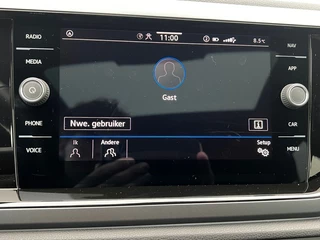 RADIO
11:00
8.5°C
NAV
MEDIA
APP
Gast
PHONE
Nwe. gebruiker
CAR
VOICE
Ik
Andere
Setup
MENU